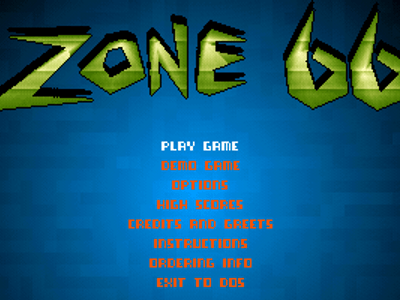 ZONE 66
PLAY GAME
DEMO GAME
OPTIONS
HIGH SCORES
CREDITS AND GREETS
INSTRUCTIONS
ORDERING INFO
EXIT TO DOS